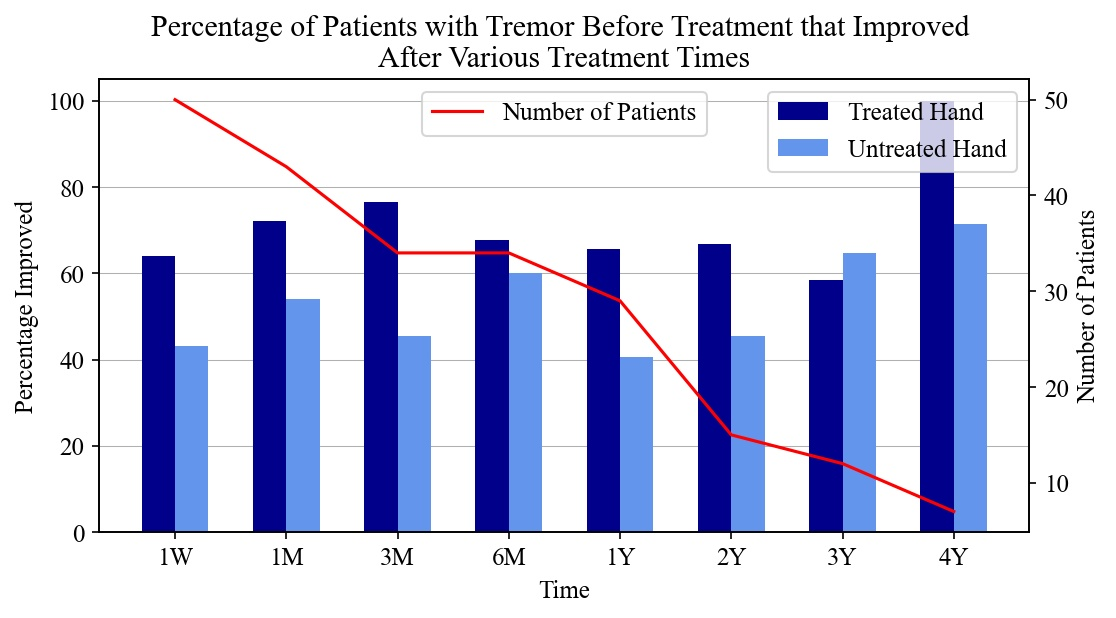 Percentage of Patients with Tremor Before Treatment that Improved
After Various Treatment Times
Number of Patients
Treated Hand
Untreated Hand
Percentage Improved
100
80
60
40
20
0
50
40
30
20
10
Number of Patients
1W 1M 3M 6M 1Y 2Y 3Y 4Y
Time